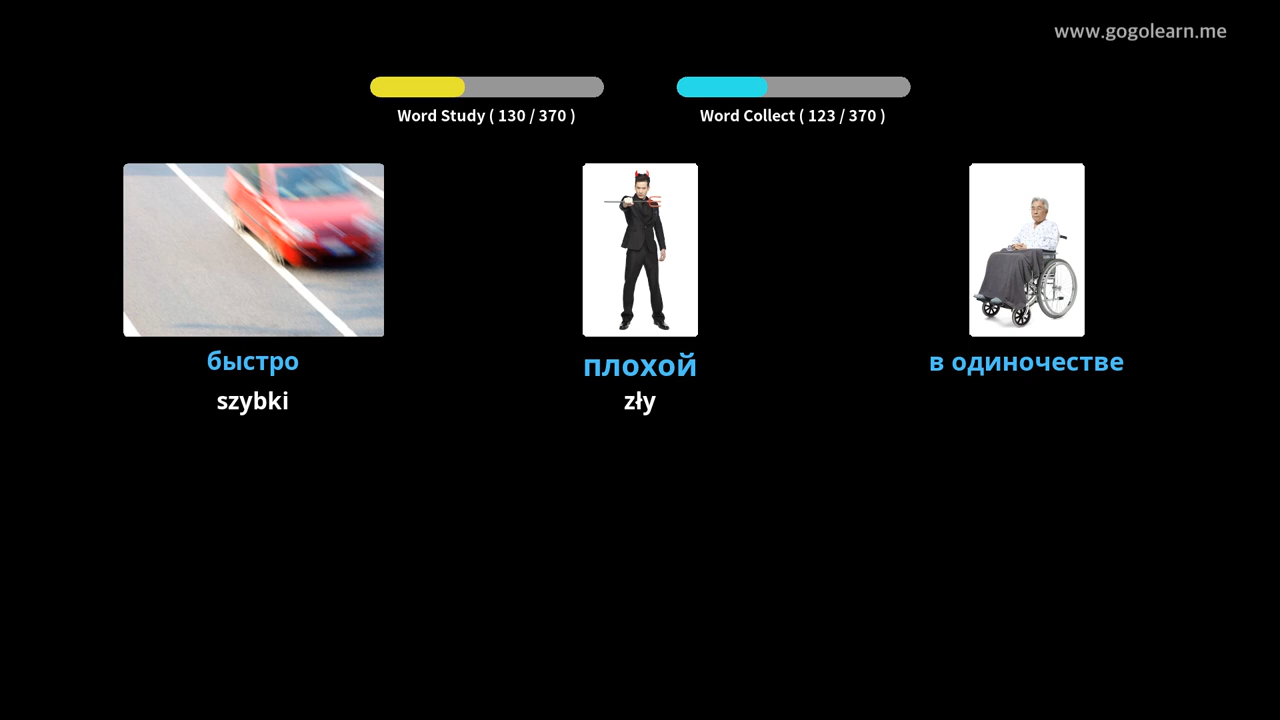 www.gogolearn.me
Word Study ( 130 / 370 )
Word Collect ( 123 / 370 )
быстро
плохой
в одиночестве
szybki
zły